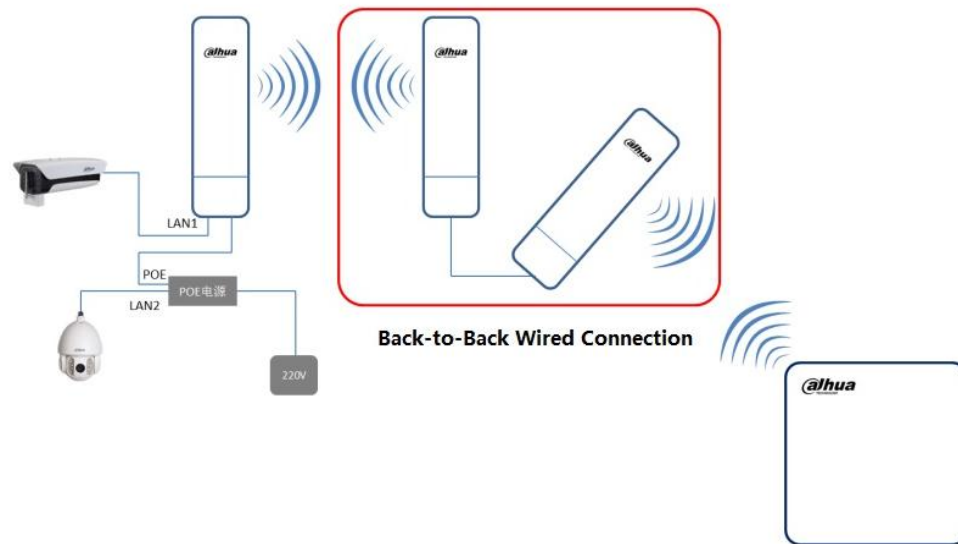 alhua
alhua
alhua
LAN1
POE
POE电源
LAN2
220V
Back-to-Back Wired Connection
alhua